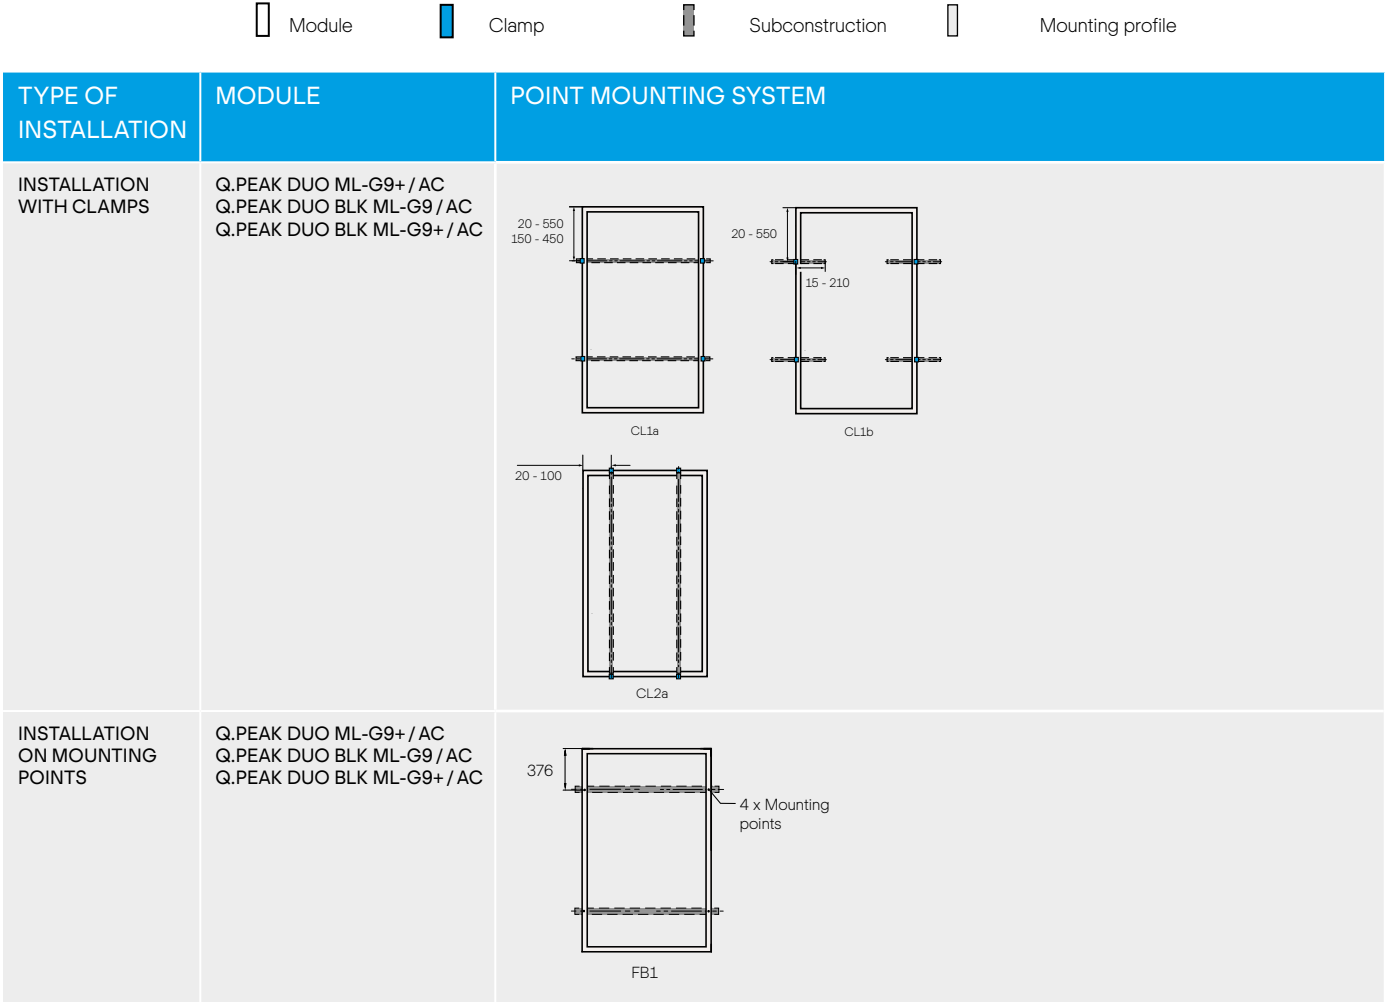 Module
Clamp
Subconstruction
Mounting profile
TYPE OF
INSTALLATION
MODULE
POINT MOUNTING SYSTEM
INSTALLATION
WITH CLAMPS
Q.PEAK DUO ML-G9+ / AC
Q.PEAK DUO BLK ML-G9 / AC
Q.PEAK DUO BLK ML-G9+ / AC
20 - 550
150 - 450
CL1a
20 - 550
15 - 210
CL1b
20 - 100
CL2a
INSTALLATION
ON MOUNTING
POINTS
Q.PEAK DUO ML-G9+ / AC
Q.PEAK DUO BLK ML-G9 / AC
Q.PEAK DUO BLK ML-G9+ / AC
376
4 x Mounting
points
FB1